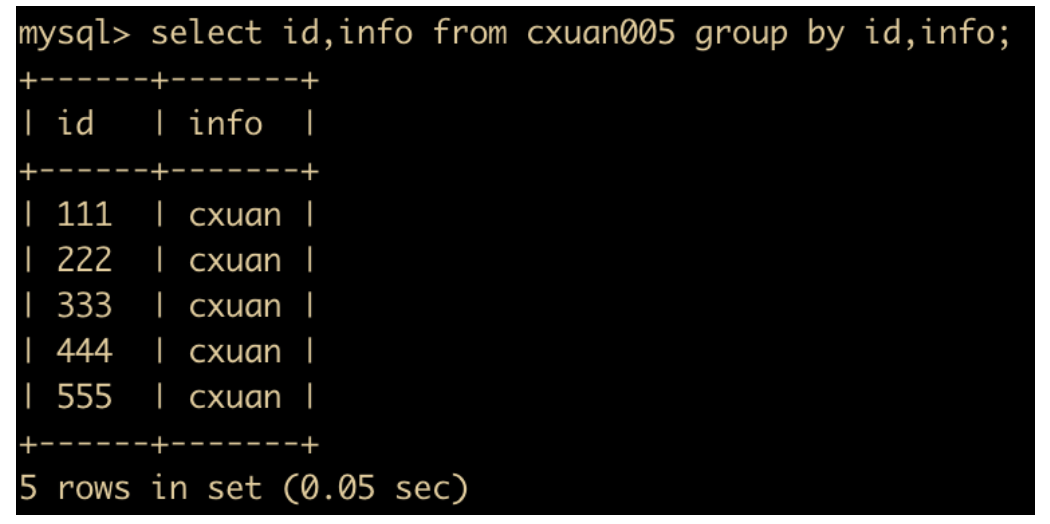 mysql> select id,info from cxuan005 group by id,info;
+------+-------+
| id   | info  |
+------+-------+
| 111  | cxuan |
| 222  | cxuan |
| 333  | cxuan |
| 444  | cxuan |
| 555  | cxuan |
+------+-------+
5 rows in set (0.05 sec)